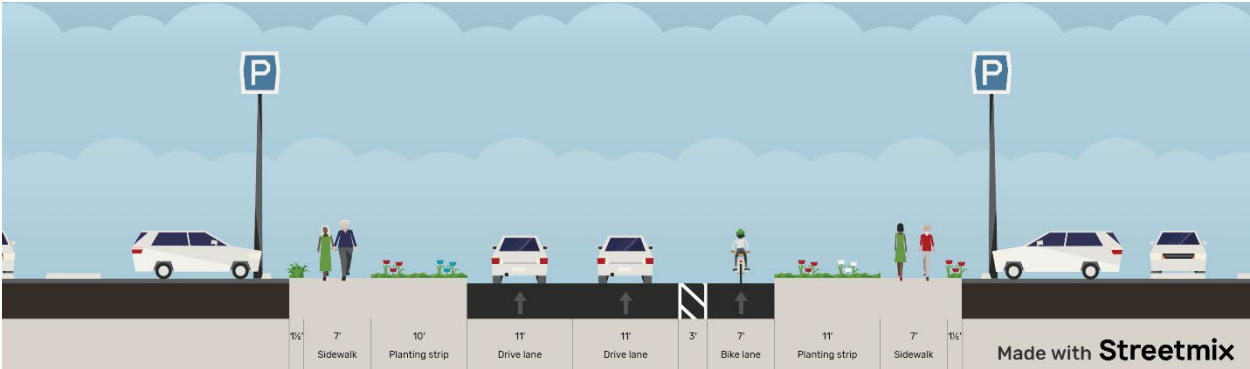 P
P
1½'
7'
Sidewalk
10'
Planting strip
11'
Drive lane
11'
Drive lane
3'
7'
Bike lane
11'
Planting strip
7'
Sidewalk
1½'
Made with Streetmix